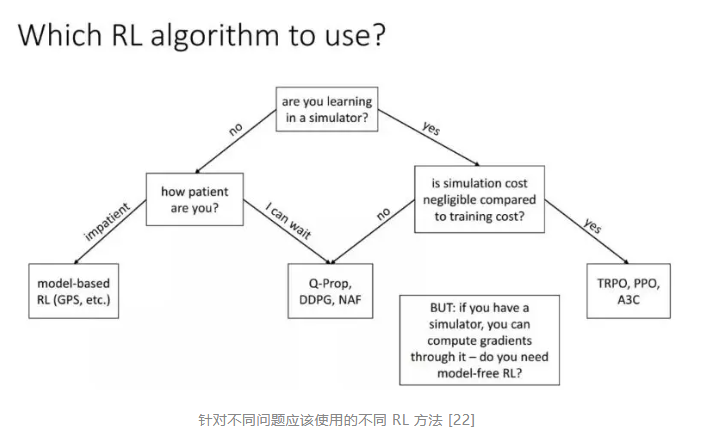 Which RL algorithm to use?
are you learning
in a simulator?
no
yes
how patient
are you?
is simulation cost
negligible compared
to training cost?
impatient
I can wait
no
yes
model-based
RL (GPS, etc.)
Q-Prop,
DDPG, NAF
TRPO, PPO,
A3C
BUT: if you have a
simulator, you can
compute gradients
through it – do you need
model-free RL?
针对不同问题应该使用的不同 RL 方法 [22]